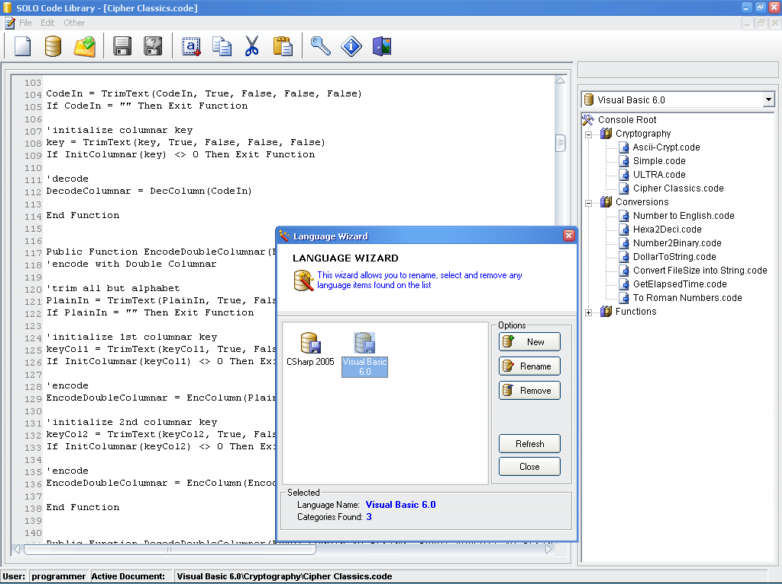 SOLO Code Library - [Cipher Classics.code]
File Edit Other
103
104 CodeIn = TrimText(CodeIn, True, False, False, False)
105 If CodeIn = "" Then Exit Function
106
107 'initialize columnar key
108 key = TrimText(key, True, False, False, False)
109 If InitColumnar(key) <> 0 Then Exit Function
110
111 'decode
112 DecodeColumnar = DecColumn(CodeIn)
113
114 End Function
115
116
117 Public Function EncodeDoubleColumnar(
118 'encode with Double Columnar
119
120 'trim all but alphabet
121 PlainIn = TrimText(PlainIn, True, Fal
122 If PlainIn = "" Then Exit Function
123
124 'initialize 1st columnar key
125 keyCol1 = TrimText(keyCol1, True, Fals
126 If InitColumnar(keyCol1) <> 0 Then Ex
127
128 'encode
129 EncodeDoubleColumnar = EncColumn(Plai
130
131 'initialize 2nd columnar key
132 keyCol2 = TrimText(keyCol2, True, Fals
133 If InitColumnar(keyCol2) <> 0 Then Ex
134
135 'encode
136 EncodeDoubleColumnar = EncColumn(Enco
137
138 End Function
139
140
Language Wizard
LANGUAGE WIZARD
This wizard allows you to rename, select and remove any
language items found on the list
CSharp 2005
Visual Basic
6.0
Options
New
Rename
Remove
Refresh
Close
Selected
Language Name: Visual Basic 6.0
Categories Found: 3
Visual Basic 6.0
Console Root
Cryptography
Ascii-Crypt.code
Simple.code
ULTRA.code
Cipher Classics.code
Conversions
Number to English.code
Hexa2Deci.code
Number2Binary.code
DollarToString.code
Convert FileSize into String.code
GetElapsedTime.code
To Roman Numbers.code
Functions
User: programmer Active Document: Visual Basic 6.0\Cryptography\Cipher Classics.code